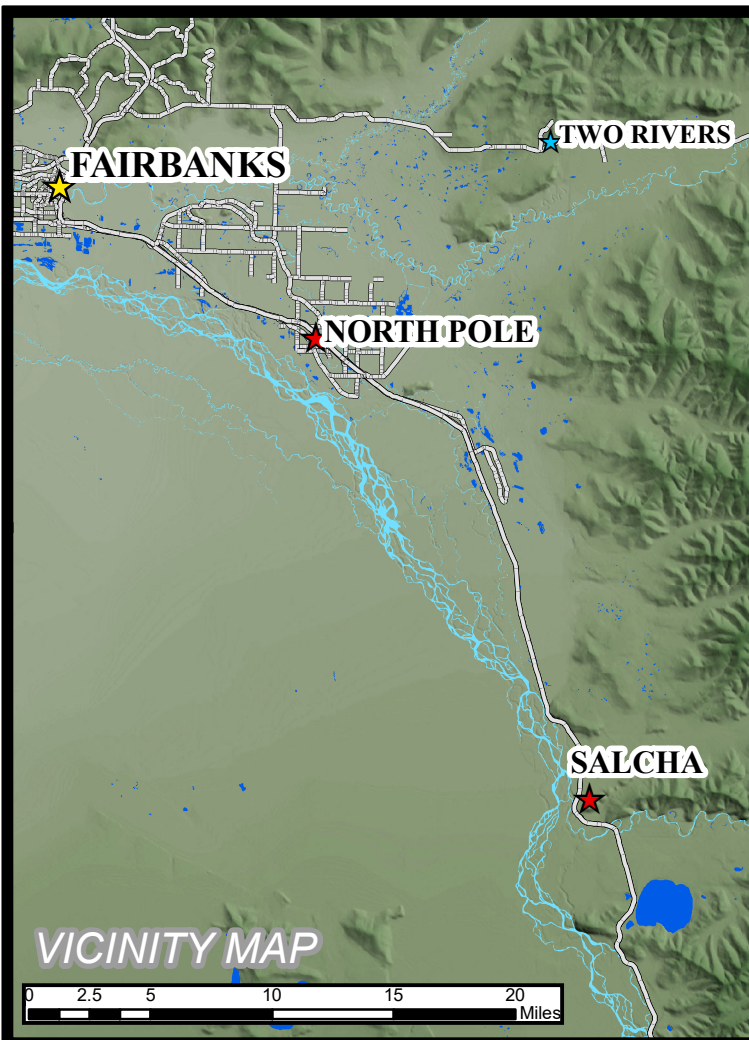 TWO RIVERS
FAIRBANKS
NORTH POLE
SALCHA
VICINITY MAP
0 2.5 5 10 15 20
Miles